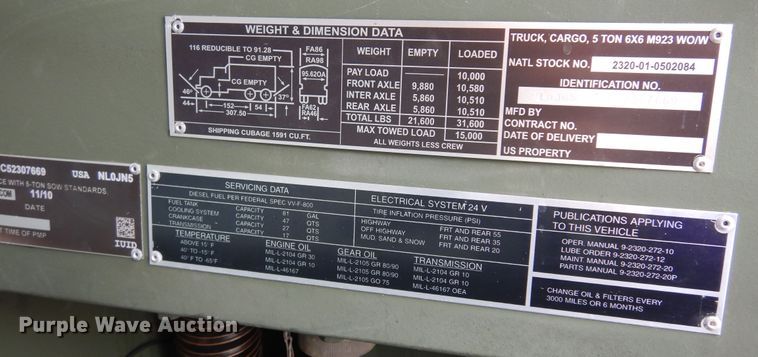 WEIGHT & DIMENSION DATA
116 REDUCIBLE TO 91.28
CG EMPTY
CG EMPTY
FA86
RA98
95.62OA
46°
44°
37°
152
54
307.50
FA62
RA46
SHIPPING CUBAGE 1591 CU.FT.
WEIGHT EMPTY LOADED
PAY LOAD — 10,000
FRONT AXLE 9,880 10,580
INTER AXLE 5,860 10,510
REAR AXLE 5,860 10,510
TOTAL LBS 21,600 31,600
MAX TOWED LOAD 15,000
ALL WEIGHTS LESS CREW
TRUCK, CARGO, 5 TON 6X6 M923 WO/W
NATL STOCK NO. 2320-01-0502084
IDENTIFICATION NO.
MFD BY
CONTRACT NO.
DATE OF DELIVERY
US PROPERTY
C52307669 USA NL0JN5
CE WITH 5-TON SOW STANDARDS.
COM 11/10
DATE
T TIME OF PMP
IUID
SERVICING DATA
DIESEL FUEL PER FEDERAL SPEC VV-F-800
FUEL TANK CAPACITY 81 GAL
COOLING SYSTEM CAPACITY 47 QTS
CRANKCASE CAPACITY 27 QTS
TRANSMISSION CAPACITY 17 QTS
TEMPERATURE
ABOVE 15° F
40° TO -15° F
40° F TO -65° F
ENGINE OIL
MIL-L-2104 GR 30
MIL-L-2104 GR 10
MIL-L-46167
GEAR OIL
MIL-L-2105 GR 80/90
MIL-L-2105 GR 80/90
MIL-L-2105 GO 75
TRANSMISSION
MIL-L-2104 GR 10
MIL-L-2104 GR 10
MIL-L-46167 OEA
ELECTRICAL SYSTEM 24 V
TIRE INFLATION PRESSURE (PSI)
HIGHWAY FRT AND REAR 55
OFF HIGHWAY FRT AND REAR 35
MUD, SAND & SNOW FRT AND REAR 20
PUBLICATIONS APPLYING
TO THIS VEHICLE
OPER. MANUAL 9-2320-272-10
LUBE ORDER 9-2320-272-12
MAINT. MANUAL 9-2320-272-20
PARTS MANUAL 9-2320-272-20P
CHANGE OIL & FILTERS EVERY
3000 MILES OR 6 MONTHS
Purple Wave Auction